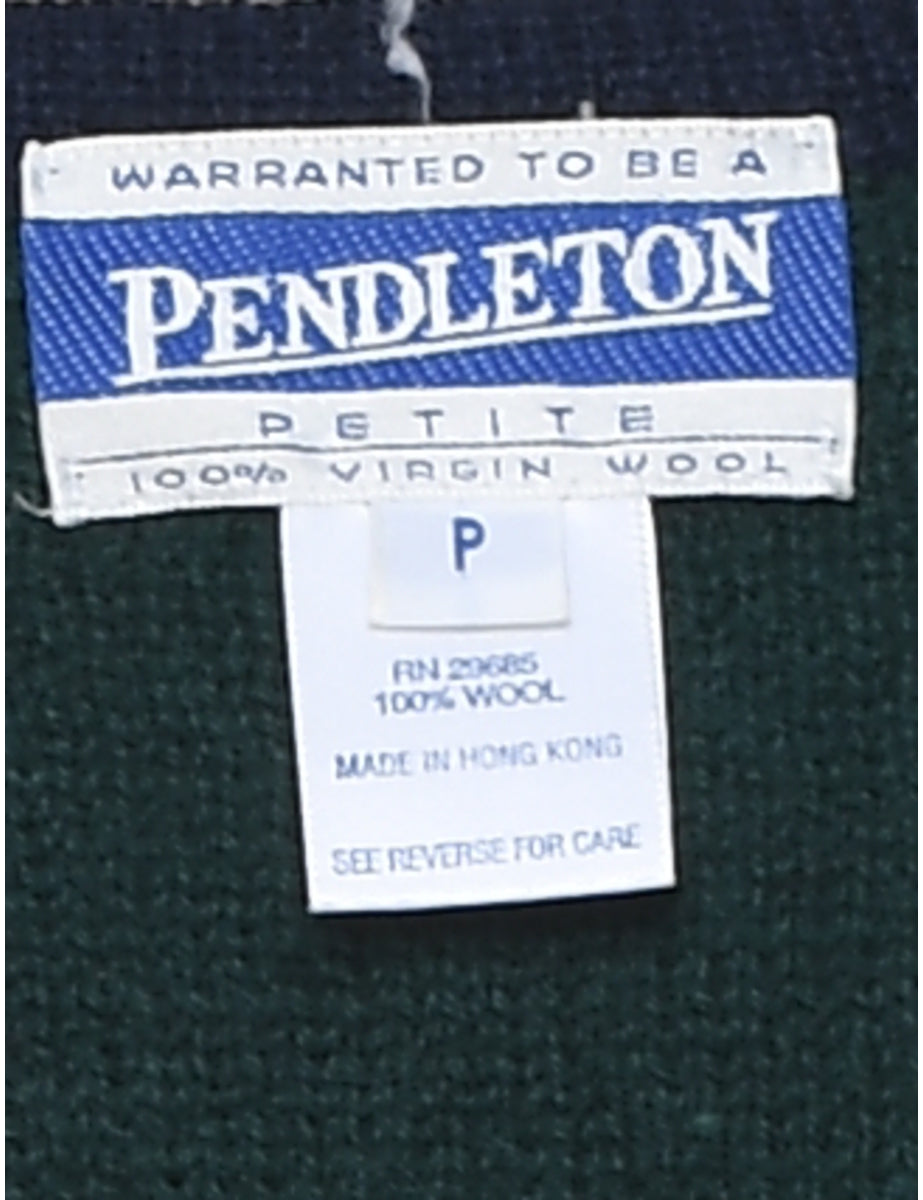 WARRANTED TO BE A
PENDLETON
PETITE
100% VIRGIN WOOL
P
RN 29685
100% WOOL
MADE IN HONG KONG
SEE REVERSE FOR CARE